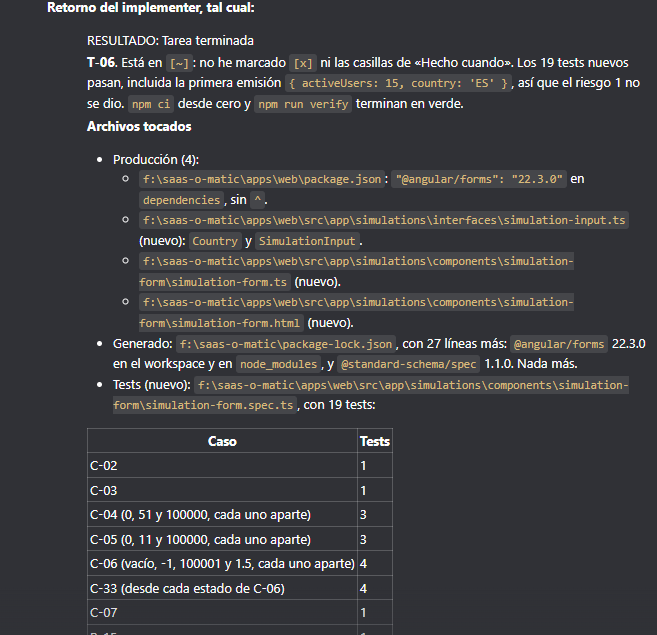 Retorno del implementer, tal cual:
RESULTADO: Tarea terminada
T-06. Está en [~] : no he marcado [x] ni las casillas de «Hecho cuando». Los 19 tests nuevos
pasan, incluida la primera emisión { activeUsers: 15, country: 'ES' } , así que el riesgo 1 no
se dio. npm ci desde cero y npm run verify terminan en verde.
Archivos tocados
• Producción (4):
○ f:\saas-o-matic\apps\web\package.json : "@angular/forms": "22.3.0" en
dependencies , sin ^ .
○ f:\saas-o-matic\apps\web\src\app\simulations\interfaces\simulation-input.ts
(nuevo): Country y SimulationInput .
○ f:\saas-o-matic\apps\web\src\app\simulations\components\simulation-
form\simulation-form.ts (nuevo).
○ f:\saas-o-matic\apps\web\src\app\simulations\components\simulation-
form\simulation-form.html (nuevo).
• Generado: f:\saas-o-matic\package-lock.json , con 27 líneas más: @angular/forms 22.3.0
en el workspace y en node_modules , y @standard-schema/spec 1.1.0. Nada más.
• Tests (nuevo): f:\saas-o-matic\apps\web\src\app\simulations\components\simulation-
form\simulation-form.spec.ts , con 19 tests:
Caso Tests
C-02 1
C-03 1
C-04 (0, 51 y 100000, cada uno aparte) 3
C-05 (0, 11 y 100000, cada uno aparte) 3
C-06 (vacío, -1, 100001 y 1.5, cada uno aparte) 4
C-33 (desde cada estado de C-06) 4
C-07 1